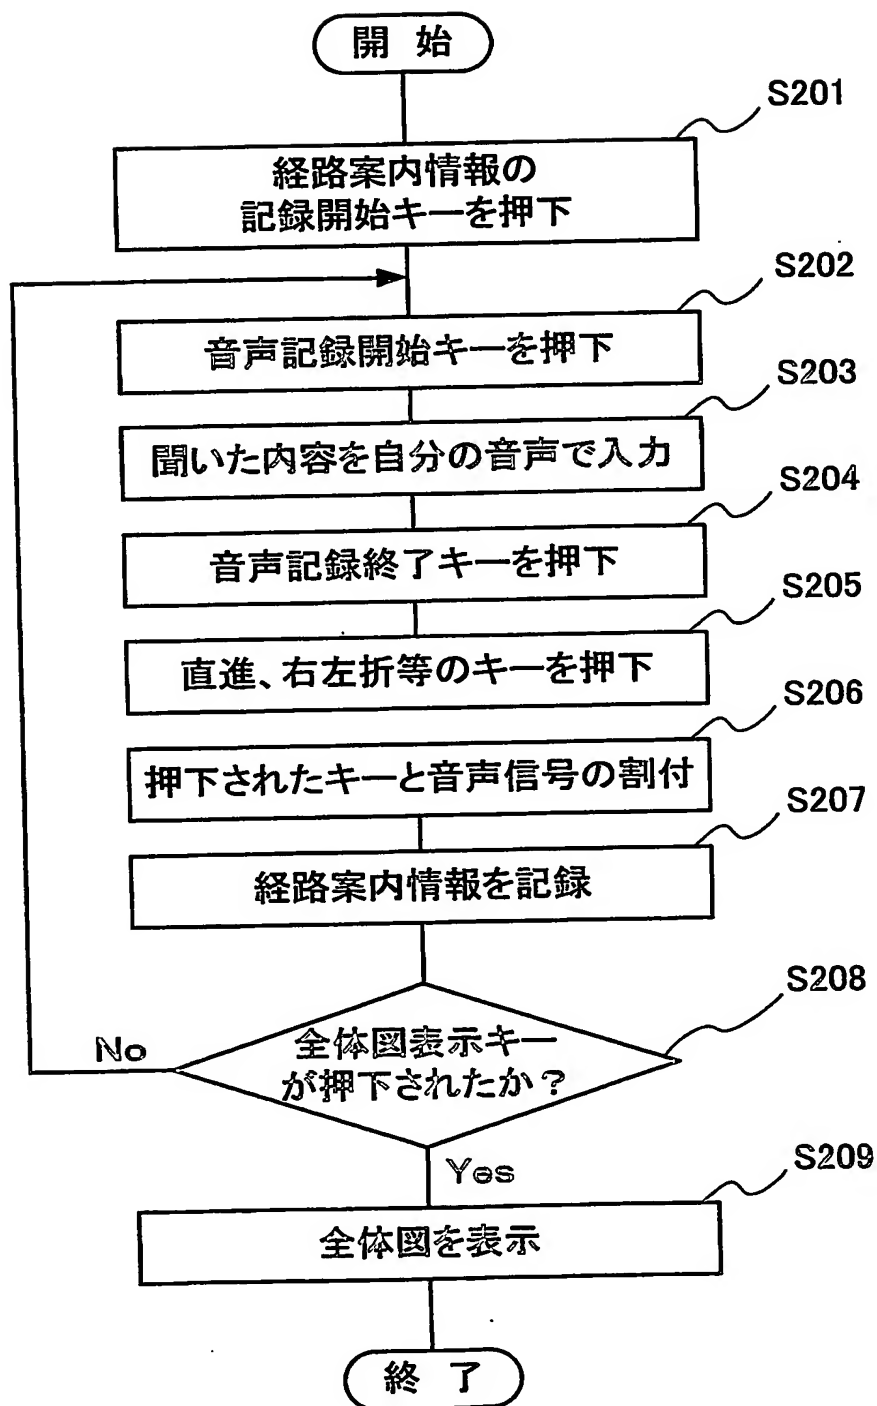 開 始
S201
経路案内情報の
記録開始キーを押下
S202
音声記録開始キーを押下
S203
聞いた内容を自分の音声で入力
S204
音声記録終了キーを押下
S205
直進、右左折等のキーを押下
S206
押下されたキーと音声信号の割付
S207
経路案内情報を記録
S208
全体図表示キー
が押下されたか？
No
Yes
S209
全体図を表示
終 了